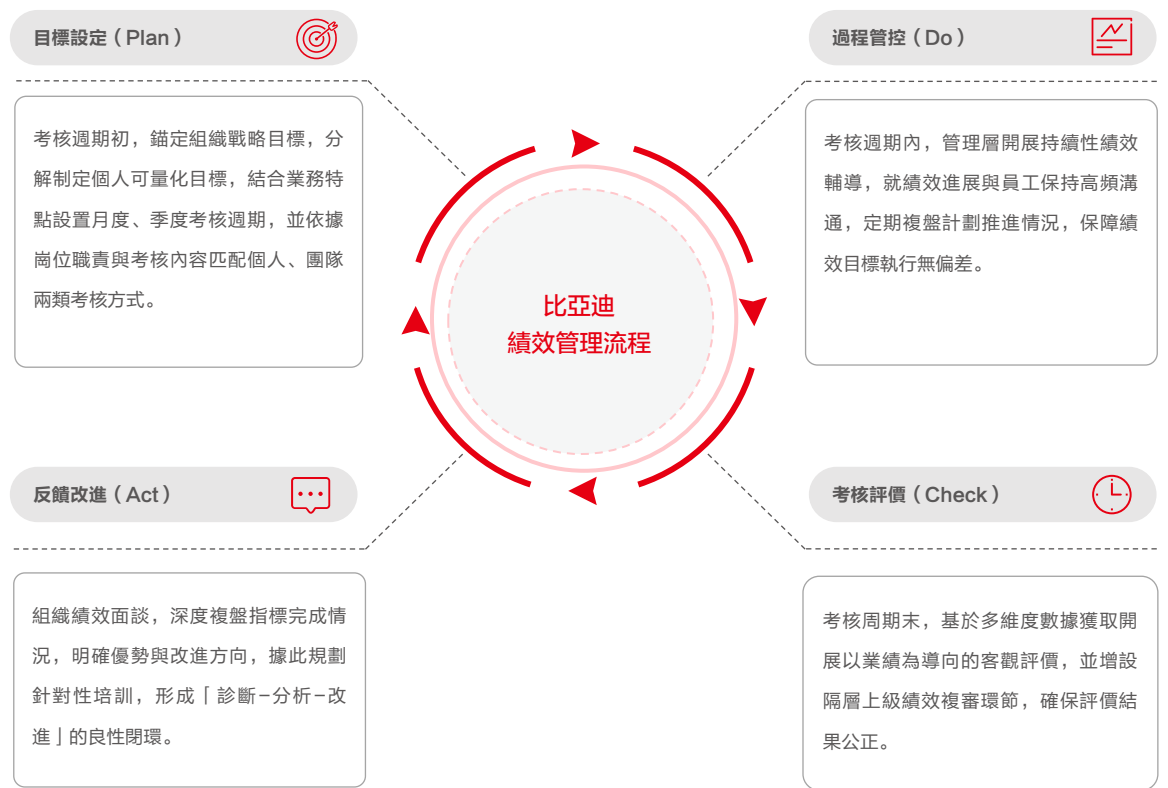 目標設定（Plan）
考核週期初，錨定組織戰略目標，分
解制定個人可量化目標，結合業務特
點設置月度、季度考核週期，並依據
崗位職責與考核內容匹配個人、團隊
兩類考核方式。
過程管控（Do）
考核週期內，管理層開展持續性績效
輔導，就績效進展與員工保持高頻溝
通，定期複盤計劃推進情況，保障績
效目標執行無偏差。
比亞迪
績效管理流程
反饋改進（Act）
組織績效面談，深度複盤指標完成情
況，明確優勢與改進方向，據此規劃
針對性培訓，形成「診斷-分析-改
進」的良性閉環。
考核評價（Check）
考核周期末，基於多維度數據獲取開
展以業績為導向的客觀評價，並增設
隔層上級績效複審環節，確保評價結
果公正。